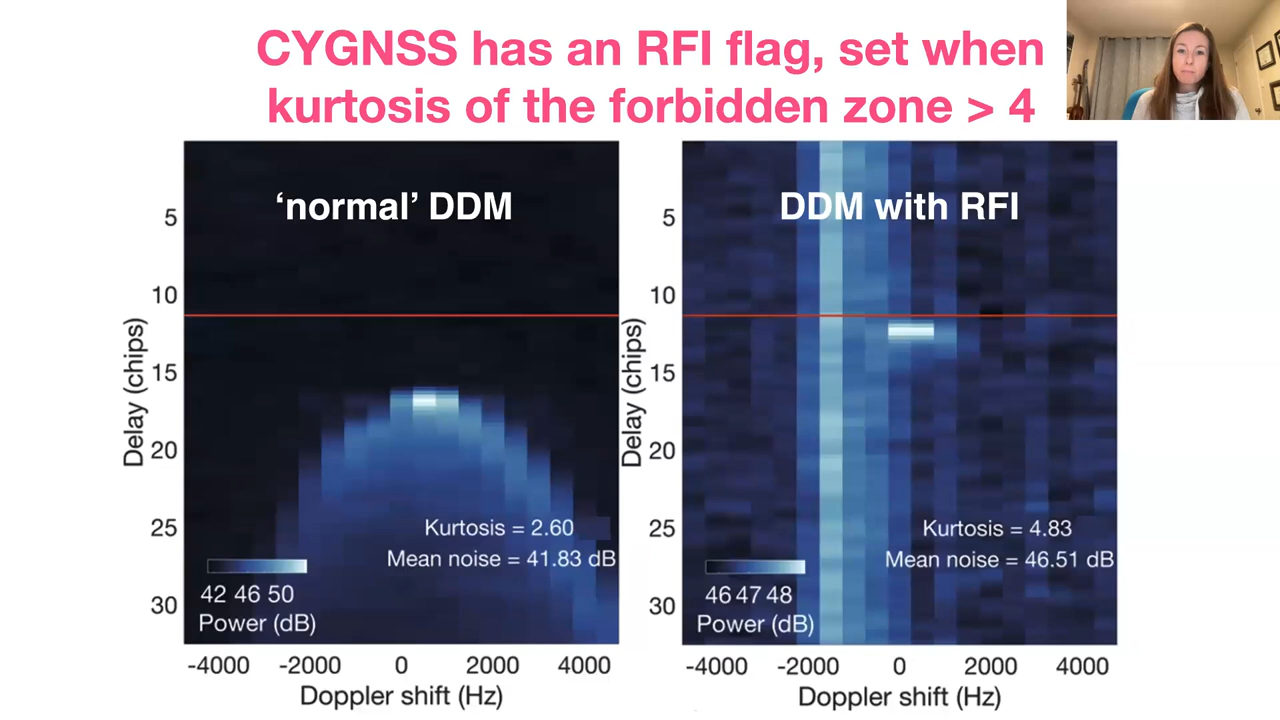 CYGNSS has an RFI flag, set when
kurtosis of the forbidden zone > 4
‘normal’ DDM
5
10
15
20
25
30
Delay (chips)
Kurtosis = 2.60
Mean noise = 41.83 dB
42 46 50
Power (dB)
-4000 -2000 0 2000 4000
Doppler shift (Hz)
DDM with RFI
5
10
15
20
25
30
Delay (chips)
Kurtosis = 4.83
Mean noise = 46.51 dB
46 47 48
Power (dB)
-4000 -2000 0 2000 4000
Doppler shift (Hz)